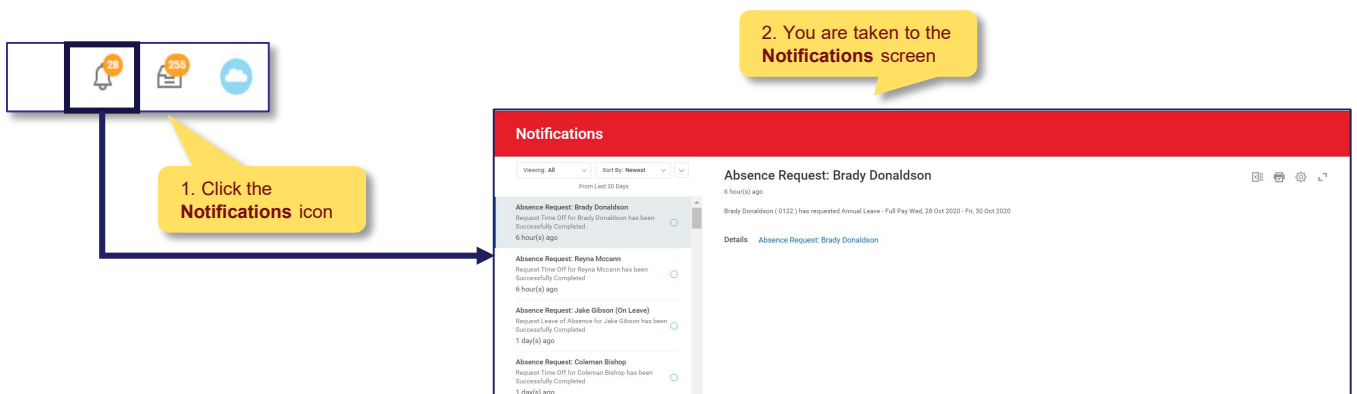 28
255
1. Click the
Notifications icon
2. You are taken to the
Notifications screen
Notifications
Viewing: All
Sort By: Newest
From Last 30 Days
Absence Request: Brady Donaldson
Request Time Off for Brady Donaldson has been
Successfully Completed
6 hour(s) ago
Absence Request: Reyna Mccann
Request Time Off for Reyna Mccann has been
Successfully Completed
6 hour(s) ago
Absence Request: Jake Gibson (On Leave)
Request Leave of Absence for Jake Gibson has been
Successfully Completed
1 day(s) ago
Absence Request: Coleman Bishop
Request Time Off for Coleman Bishop has been
Successfully Completed
1 day(s) ago
Absence Request: Brady Donaldson
6 hour(s) ago
Brady Donaldson ( 0122 ) has requested Annual Leave - Full Pay Wed, 28 Oct 2020 - Fri, 30 Oct 2020
Details Absence Request: Brady Donaldson